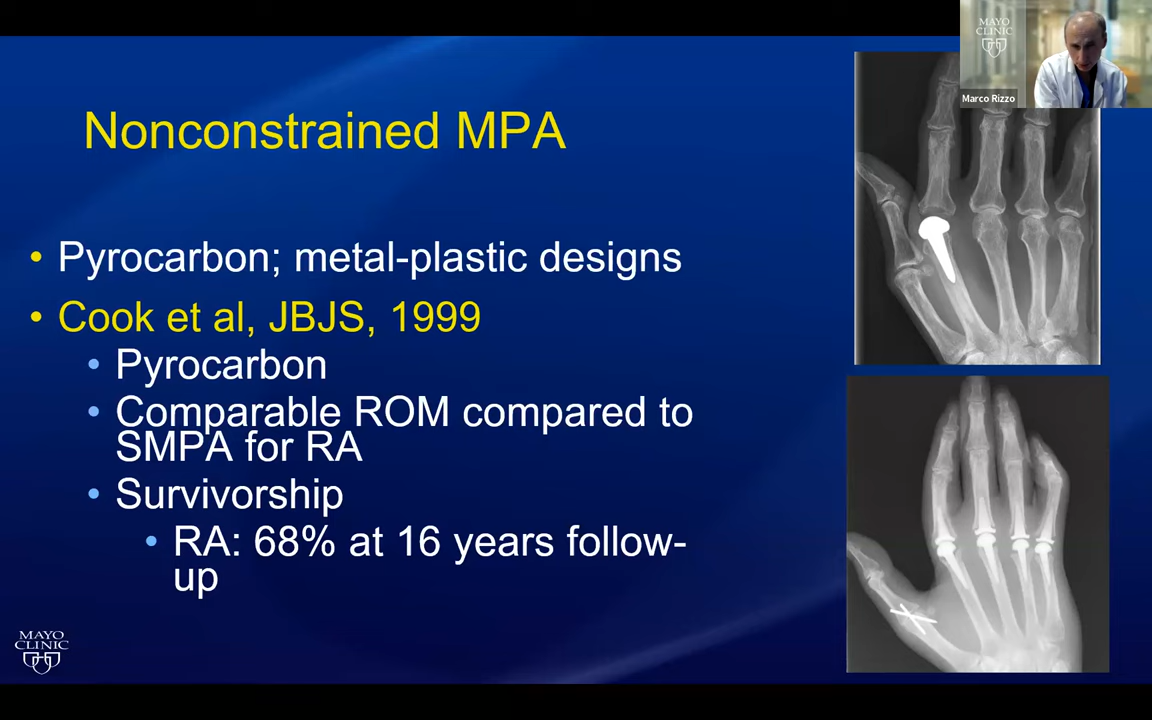 MAYO
CLINIC
Marco Rizzo
Nonconstrained MPA
• Pyrocarbon; metal-plastic designs
• Cook et al, JBJS, 1999
• Pyrocarbon
• Comparable ROM compared to
SMPA for RA
• Survivorship
• RA: 68% at 16 years follow-
up
MAYO
CLINIC